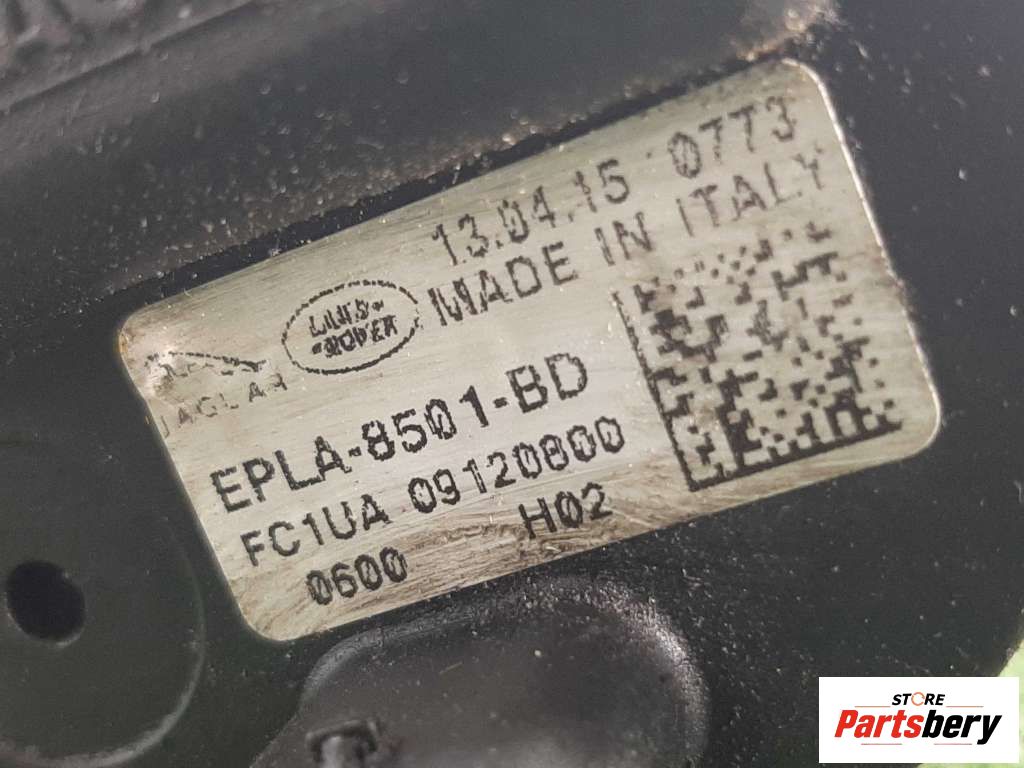 13.04.15 0773
MADE IN ITALY
LAND-
-ROVER
JAGUAR
EPLA-8501-BD
FC1UA 09120800
0600 H02
STORE
Partsbery